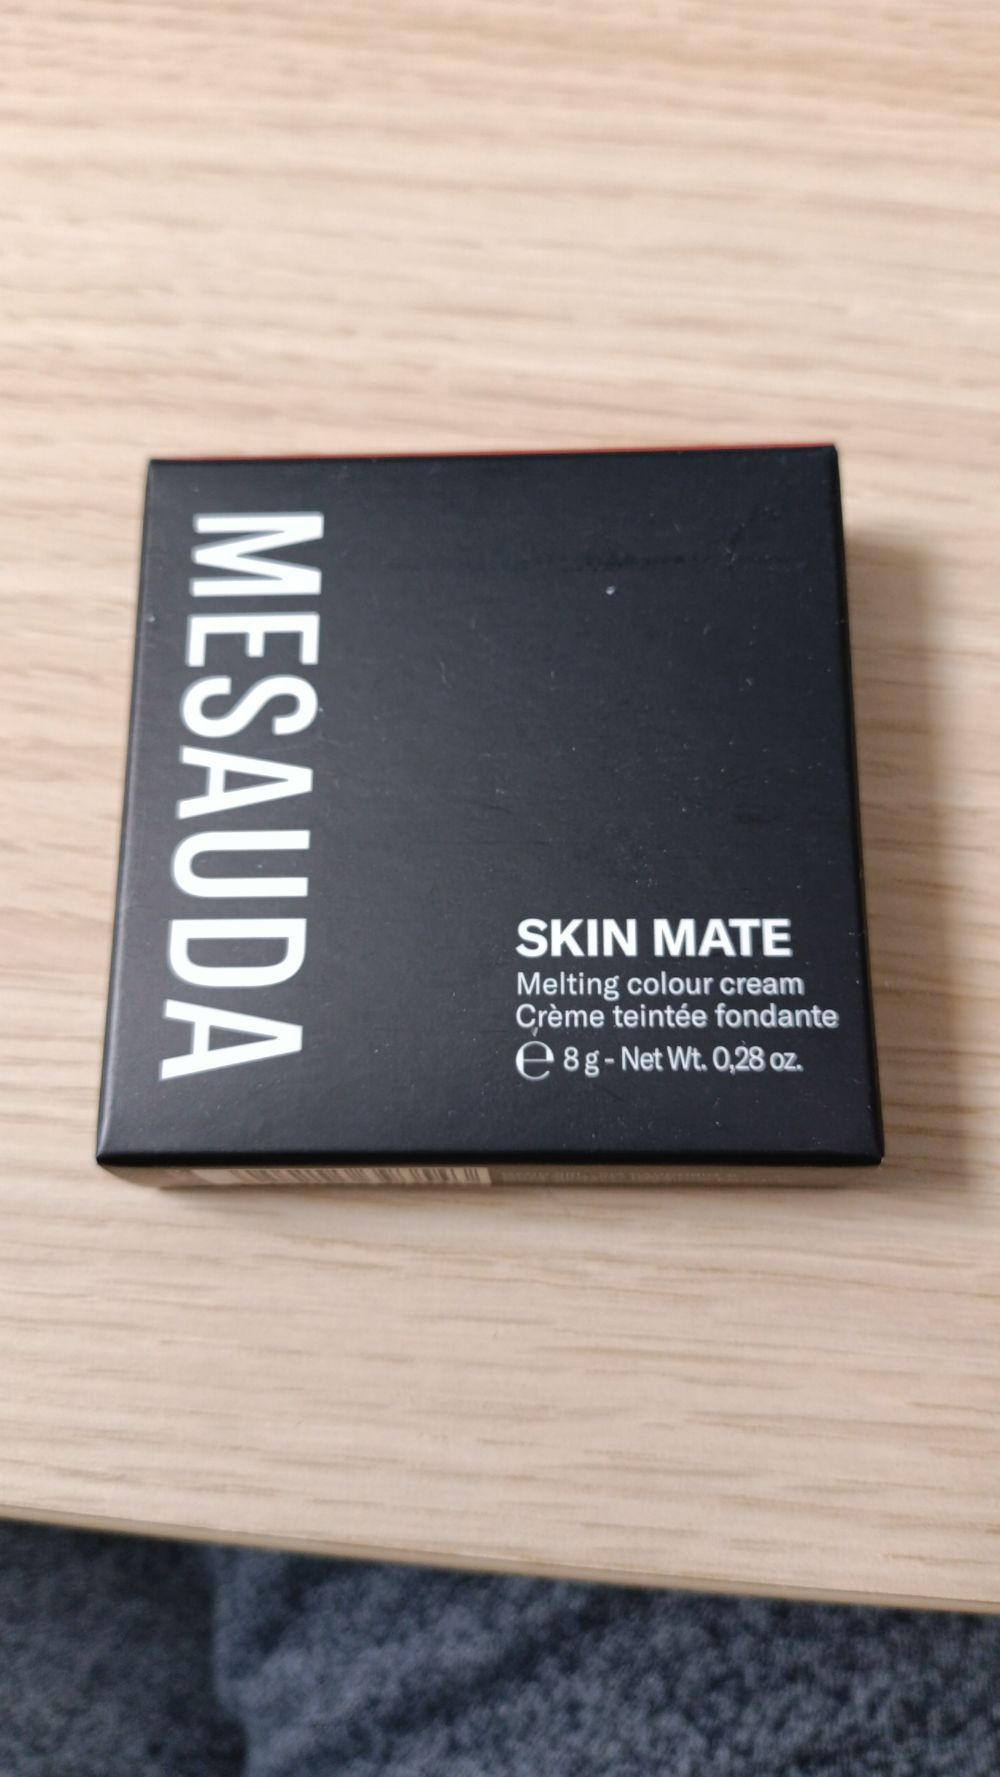 MESAUDA
SKIN MATE
Melting colour cream
Crème teintée fondante
℮ 8 g - Net Wt. 0,28 oz.